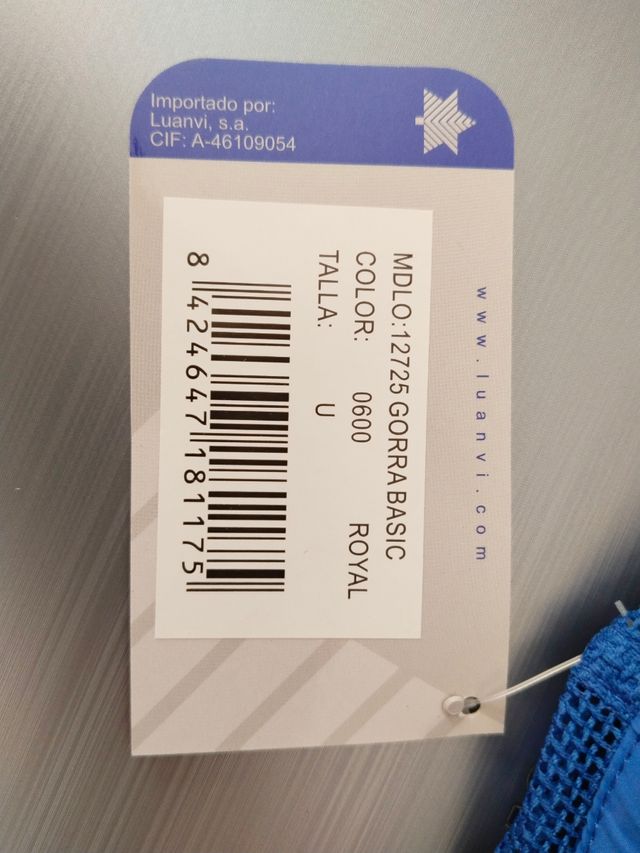 Importado por:
Luanvi, s.a.
CIF: A-46109054
www.luanvi.com
MDLO:12725 GORRA BASIC
COLOR: 0600 ROYAL
TALLA: U
8 424647 181175